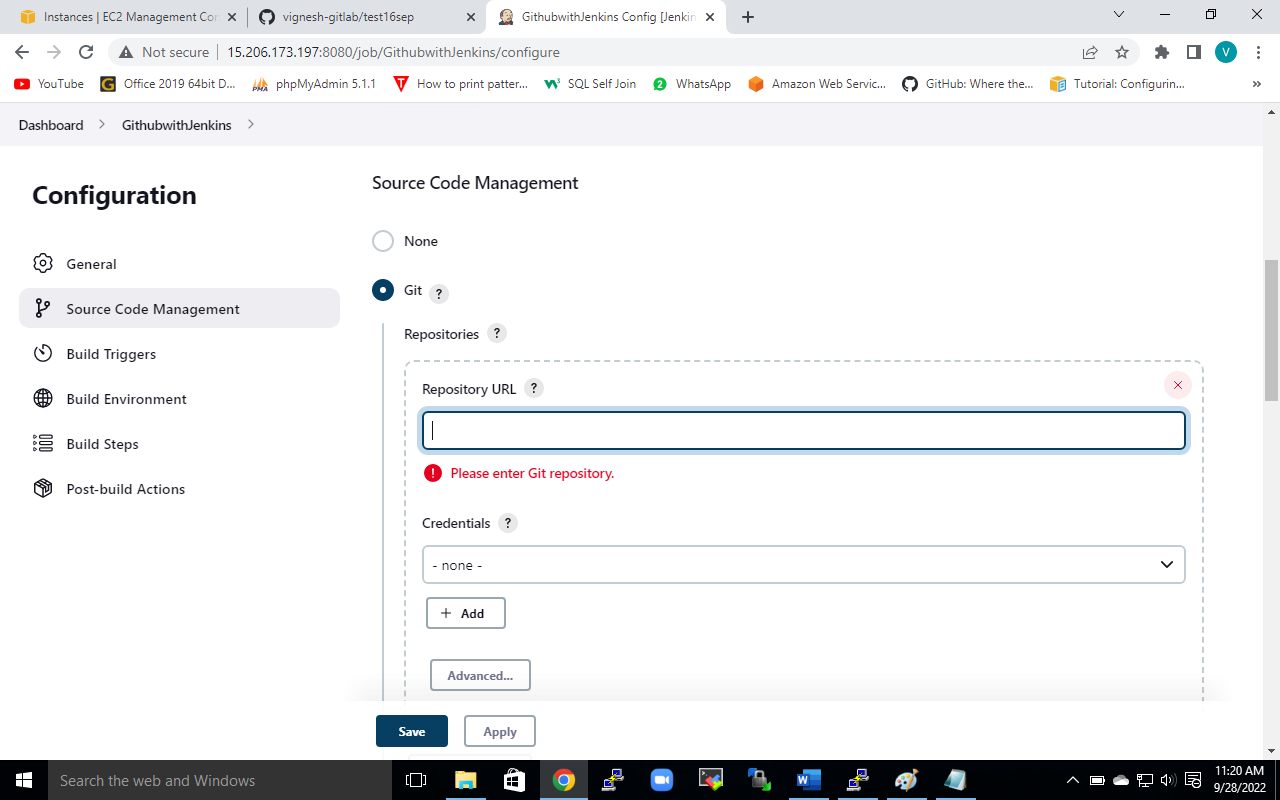 Instances | EC2 Management Con
vignesh-gitlab/test16sep
GithubwithJenkins Config [Jenkin
Not secure
15.206.173.197:8080/job/GithubwithJenkins/configure
V
YouTube
Office 2019 64bit D...
phpMyAdmin 5.1.1
How to print patter...
SQL Self Join
2
WhatsApp
Amazon Web Servic...
GitHub: Where the...
Tutorial: Configurin...
»
Dashboard
GithubwithJenkins
Configuration
General
Source Code Management
Build Triggers
Build Environment
Build Steps
Post-build Actions
Source Code Management
None
Git ?
Repositories ?
Repository URL ?
Please enter Git repository.
Credentials ?
- none -
+ Add
Advanced...
Save
Apply
Search the web and Windows
11:20 AM
9/28/2022